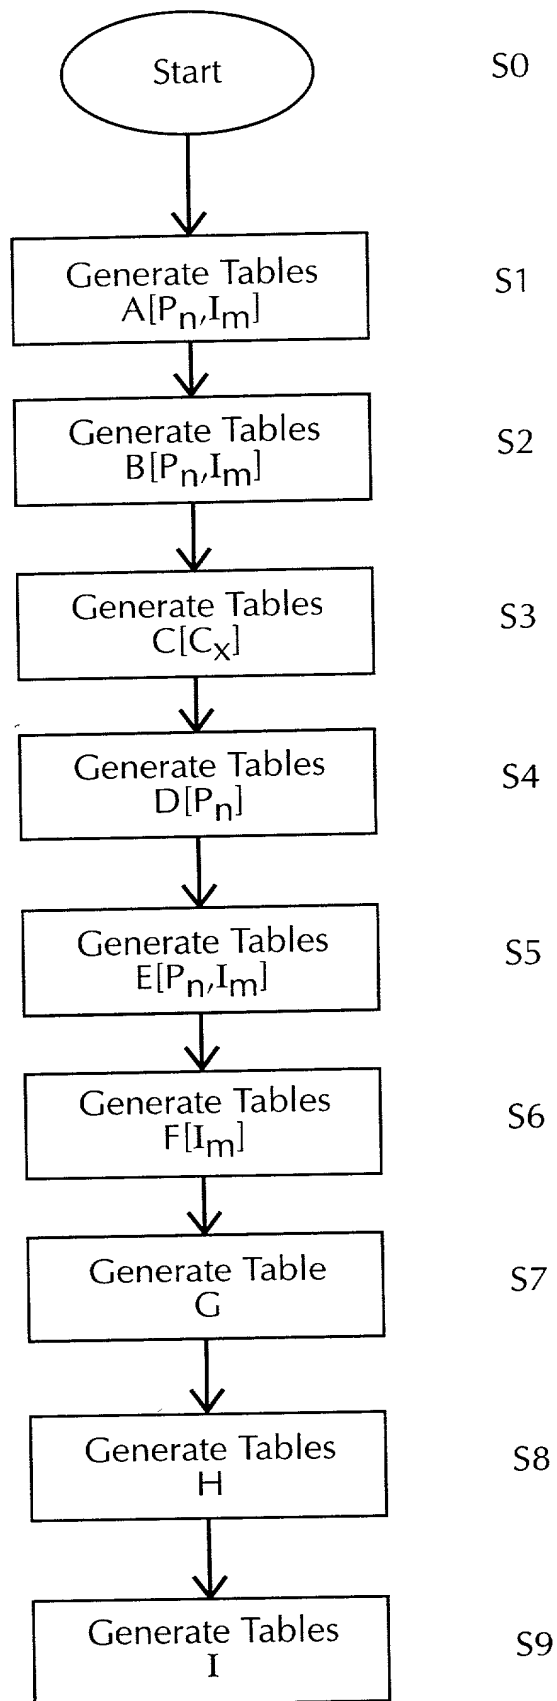 Start
S0
Generate Tables
A[Pn,Im]
S1
Generate Tables
B[Pn,Im]
S2
Generate Tables
C[Cx]
S3
Generate Tables
D[Pn]
S4
Generate Tables
E[Pn,Im]
S5
Generate Tables
F[Im]
S6
Generate Table
G
S7
Generate Tables
H
S8
Generate Tables
I
S9